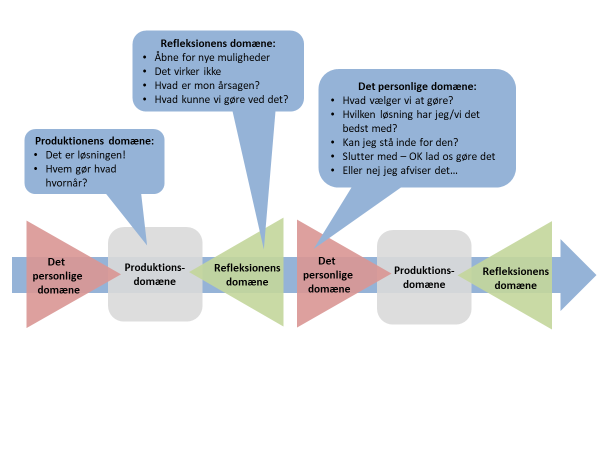 Refleksionens domæne:
• Åbne for nye muligheder
• Det virker ikke
• Hvad er mon årsagen?
• Hvad kunne vi gøre ved det?
Det personlige domæne:
• Hvad vælger vi at gøre?
• Hvilken løsning har jeg/vi det
bedst med?
• Kan jeg stå inde for den?
• Slutter med – OK lad os gøre det
• Eller nej jeg afviser det...
Produktionens domæne:
• Det er løsningen!
• Hvem gør hvad
hvornår?
Det
personlige
domæne
Produktions-
domæne
Refleksionens
domæne
Det
personlige
domæne
Produktions-
domæne
Refleksionens
domæne